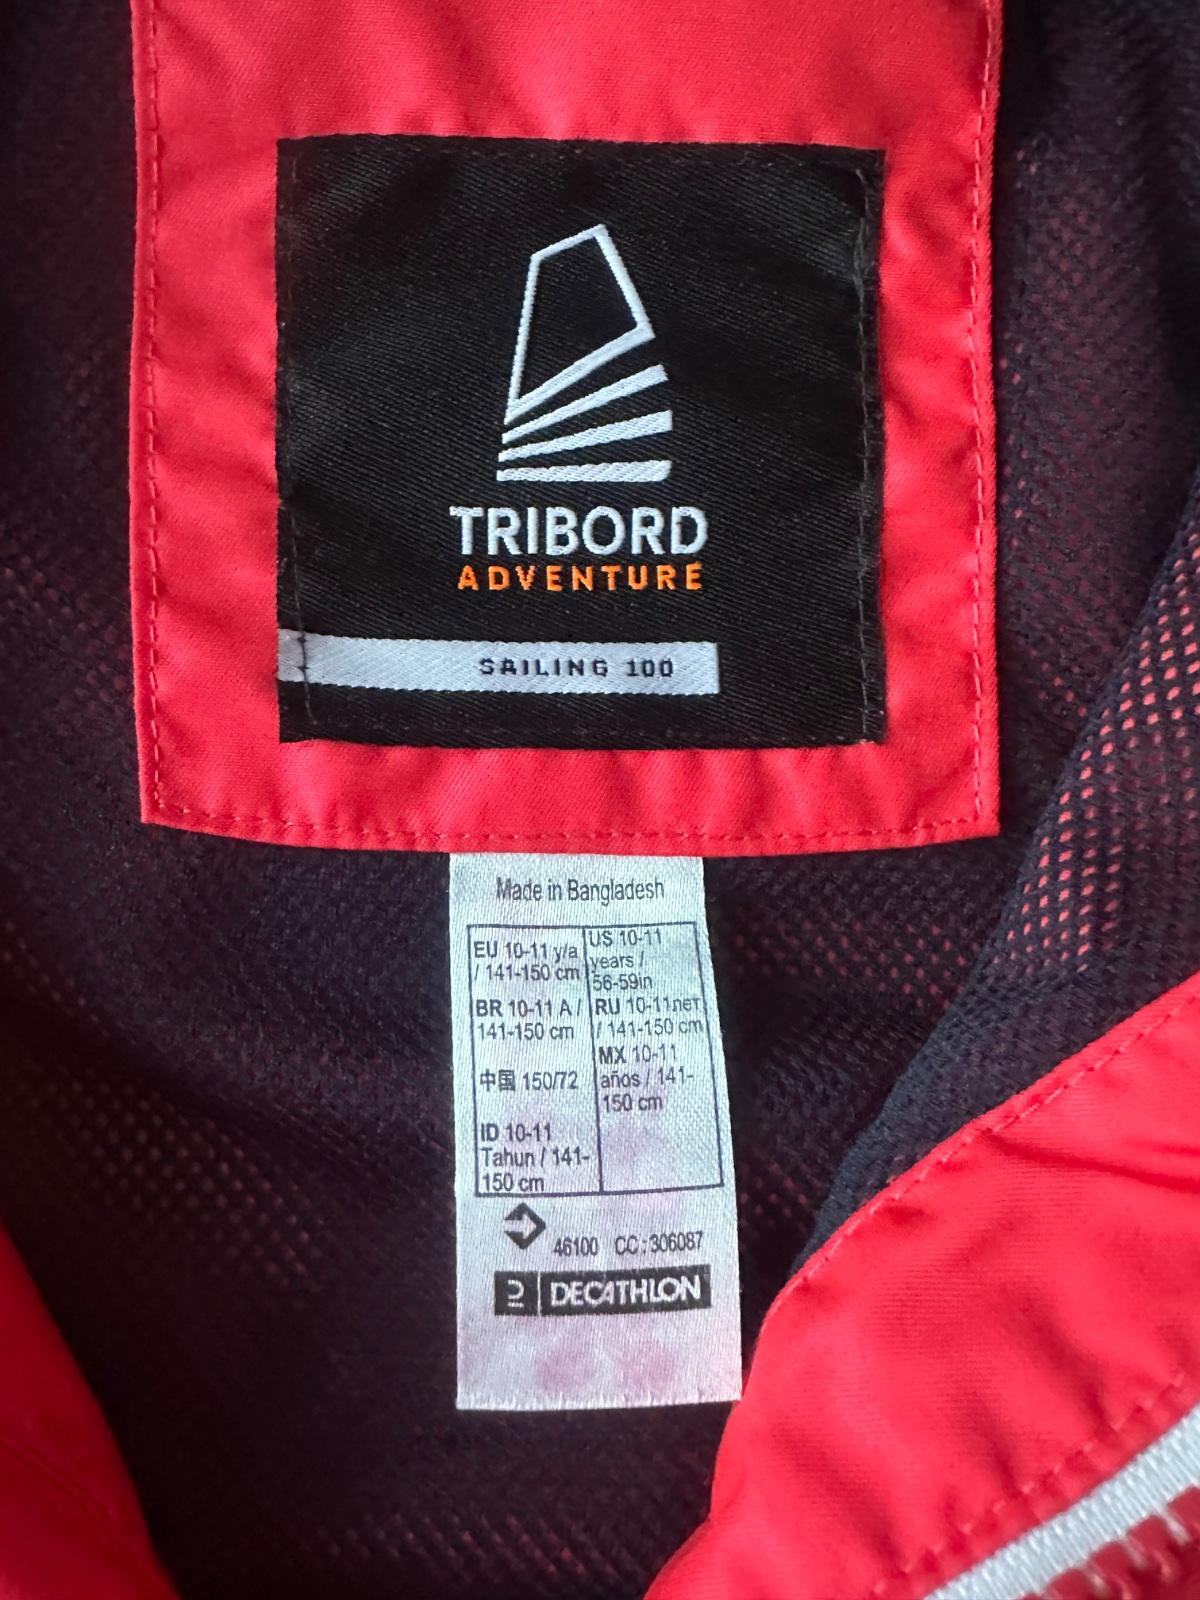 TRIBORD
ADVENTURE
SAILING 100
Made in Bangladesh
EU 10-11 y/a
/ 141-150 cm
BR 10-11 A /
141-150 cm
中国 150/72
ID 10-11
Tahun / 141-
150 cm
US 10-11
years /
56-59in
RU 10-11лет
/ 141-150 cm
MX 10-11
años / 141-
150 cm
46100 CC : 306087
DECATHLON